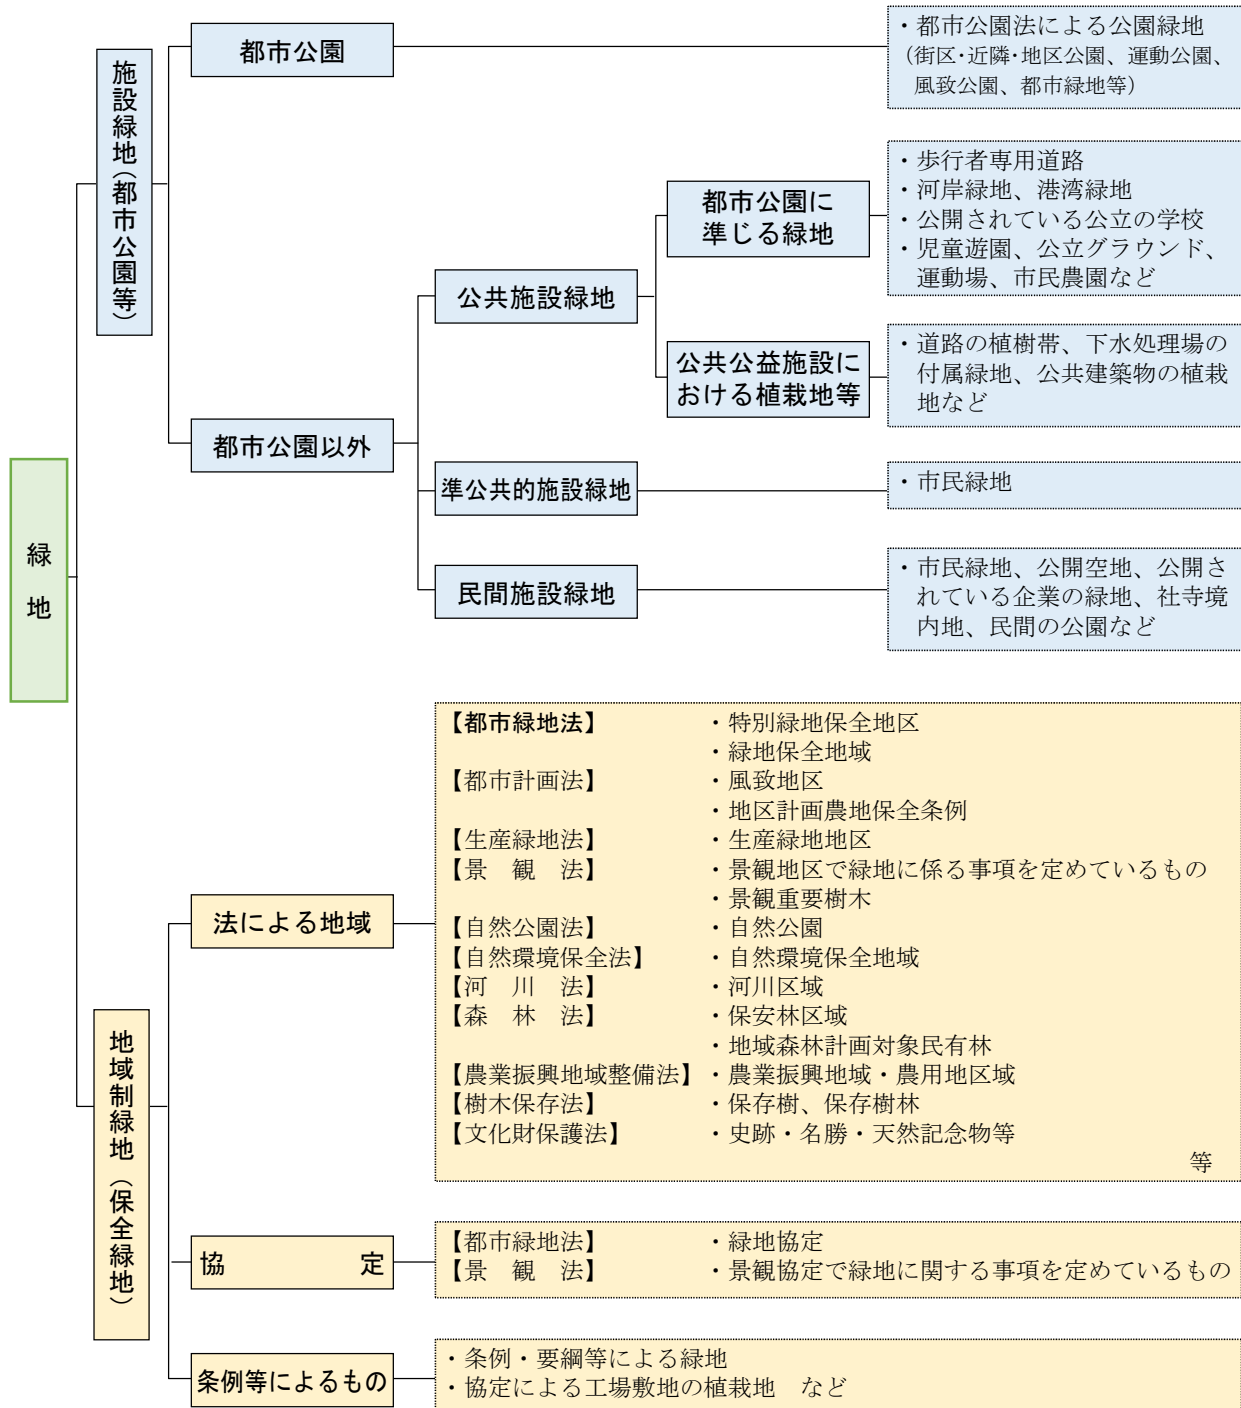 緑地
施設緑地（都市公園等）
都市公園
・都市公園法による公園緑地
（街区・近隣・地区公園、運動公園、
風致公園、都市緑地等）
都市公園以外
公共施設緑地
都市公園に
準じる緑地
・歩行者専用道路
・河岸緑地、港湾緑地
・公開されている公立の学校
・児童遊園、公立グラウンド、
運動場、市民農園など
公共公益施設に
おける植栽地等
・道路の植樹帯、下水処理場の
付属緑地、公共建築物の植栽
地など
準公共的施設緑地
・市民緑地
民間施設緑地
・市民緑地、公開空地、公開さ
れている企業の緑地、社寺境
内地、民間の公園など
地域制緑地（保全緑地）
法による地域
【都市緑地法】 ・特別緑地保全地区
・緑地保全地域
【都市計画法】 ・風致地区
・地区計画農地保全条例
【生産緑地法】 ・生産緑地地区
【景　観　法】 ・景観地区で緑地に係る事項を定めているもの
・景観重要樹木
【自然公園法】 ・自然公園
【自然環境保全法】 ・自然環境保全地域
【河　川　法】 ・河川区域
【森　林　法】 ・保安林区域
・地域森林計画対象民有林
【農業振興地域整備法】・農業振興地域・農用地区域
【樹木保存法】 ・保存樹、保存樹林
【文化財保護法】 ・史跡・名勝・天然記念物等
等
協　　　　定
【都市緑地法】 ・緑地協定
【景　観　法】 ・景観協定で緑地に関する事項を定めているもの
条例等によるもの
・条例・要綱等による緑地
・協定による工場敷地の植栽地　など